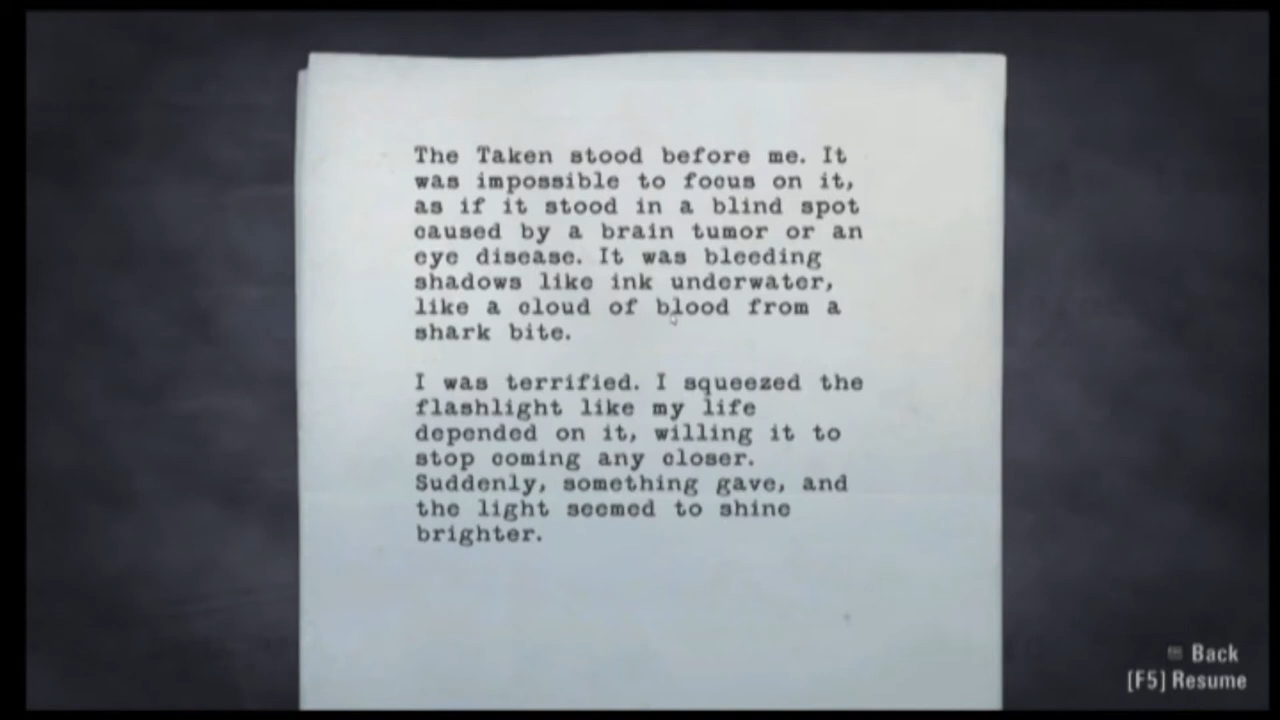 The Taken stood before me. It
was impossible to focus on it,
as if it stood in a blind spot
caused by a brain tumor or an
eye disease. It was bleeding
shadows like ink underwater,
like a cloud of blood from a
shark bite.
I was terrified. I squeezed the
flashlight like my life
depended on it, willing it to
stop coming any closer.
Suddenly, something gave, and
the light seemed to shine
brighter.
Back
[F5] Resume